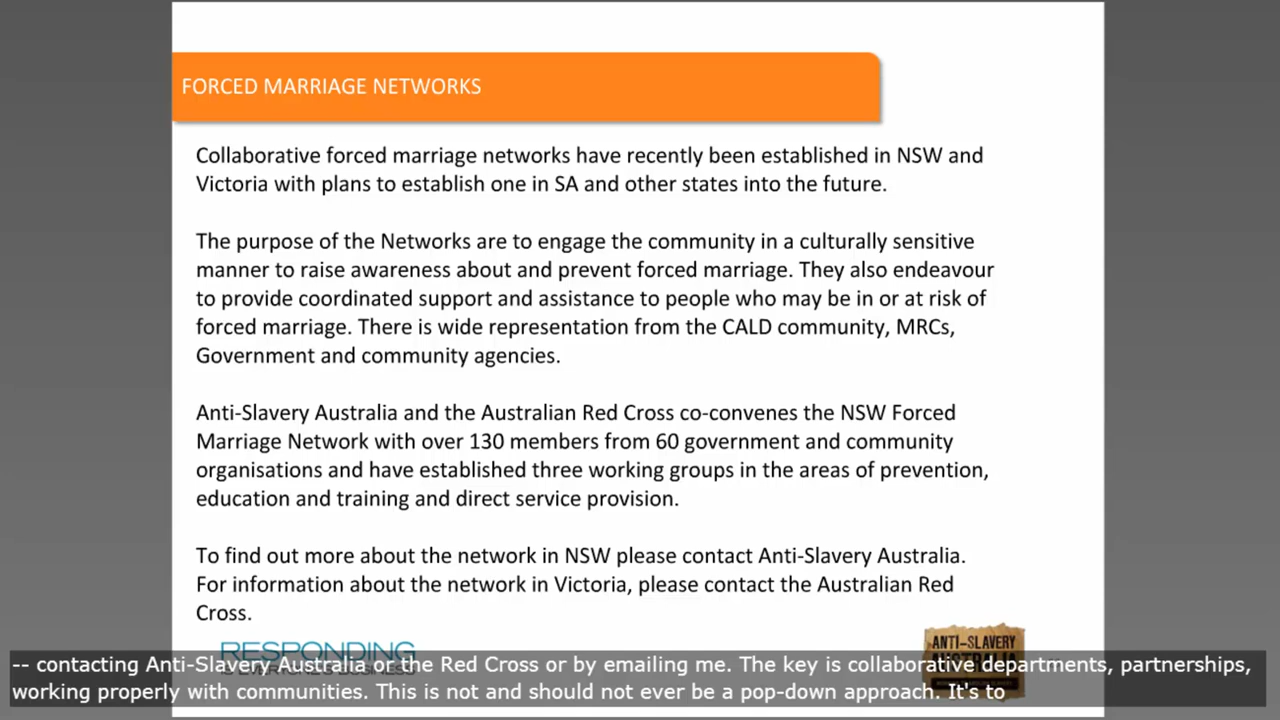 FORCED MARRIAGE NETWORKS
Collaborative forced marriage networks have recently been established in NSW and
Victoria with plans to establish one in SA and other states into the future.
The purpose of the Networks are to engage the community in a culturally sensitive
manner to raise awareness about and prevent forced marriage. They also endeavour
to provide coordinated support and assistance to people who may be in or at risk of
forced marriage. There is wide representation from the CALD community, MRCs,
Government and community agencies.
Anti-Slavery Australia and the Australian Red Cross co-convenes the NSW Forced
Marriage Network with over 130 members from 60 government and community
organisations and have established three working groups in the areas of prevention,
education and training and direct service provision.
To find out more about the network in NSW please contact Anti-Slavery Australia.
For information about the network in Victoria, please contact the Australian Red
Cross.
RESPONDING
ANTI-SLAVERY
-- contacting Anti-Slavery Australia or the Red Cross or by emailing me. The key is collaborative departments, partnerships,
working properly with communities. This is not and should not ever be a pop-down approach. It's to